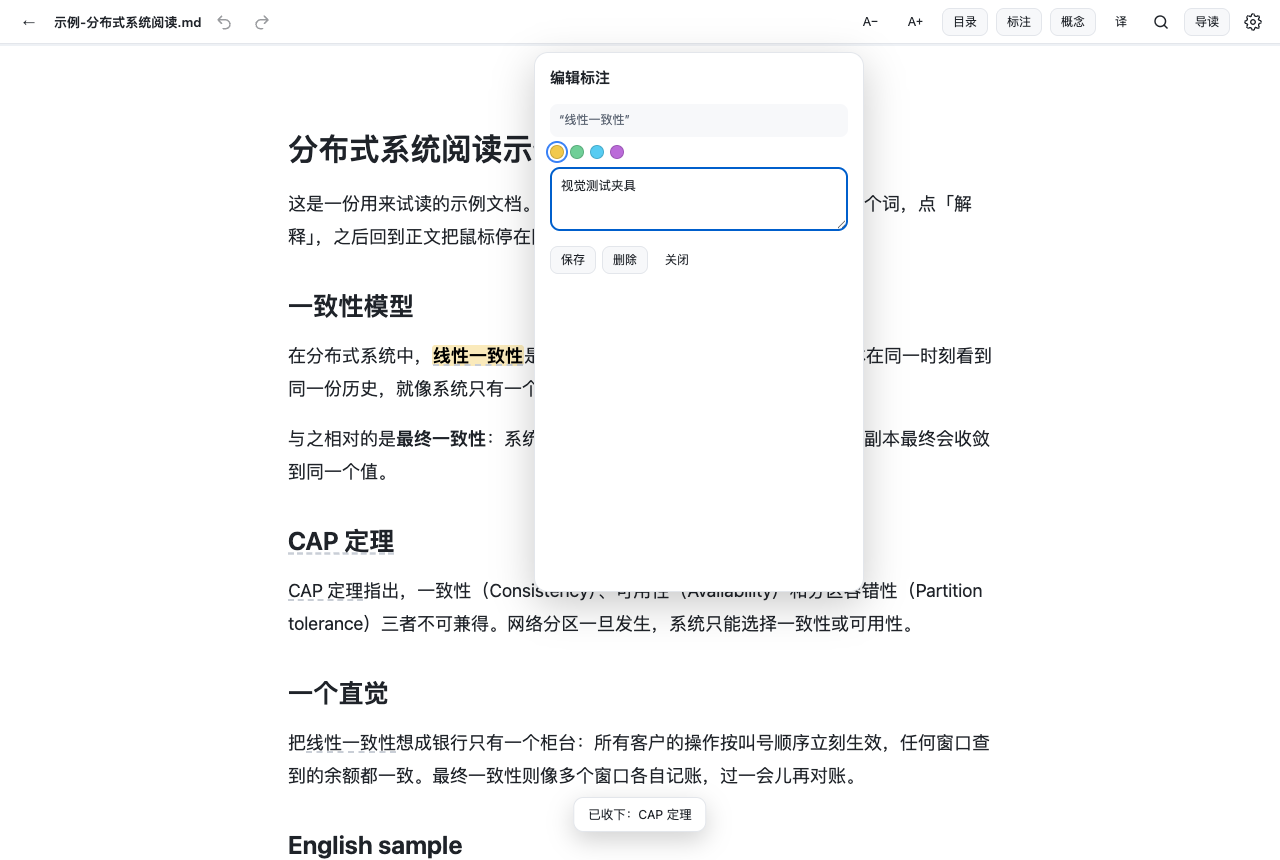 ← 示例-分布式系统阅读.md A− A+ 目录 标注 概念 译 导读
编辑标注
“线性一致性”
视觉测试夹具
保存 删除 关闭
分布式系统阅读示
这是一份用来试读的示例文档。 个词，点「解
释」，之后回到正文把鼠标停在
一致性模型
在分布式系统中，线性一致性是 在同一时刻看到
同一份历史，就像系统只有一个
与之相对的是最终一致性：系统 副本最终会收敛
到同一个值。
CAP 定理
CAP 定理指出，一致性（Consistency）、可用性（Availability）和分区容错性（Partition
tolerance）三者不可兼得。网络分区一旦发生，系统只能选择一致性或可用性。
一个直觉
把线性一致性想成银行只有一个柜台：所有客户的操作按叫号顺序立刻生效，任何窗口查
到的余额都一致。最终一致性则像多个窗口各自记账，过一会儿再对账。
已收下：CAP 定理
English sample